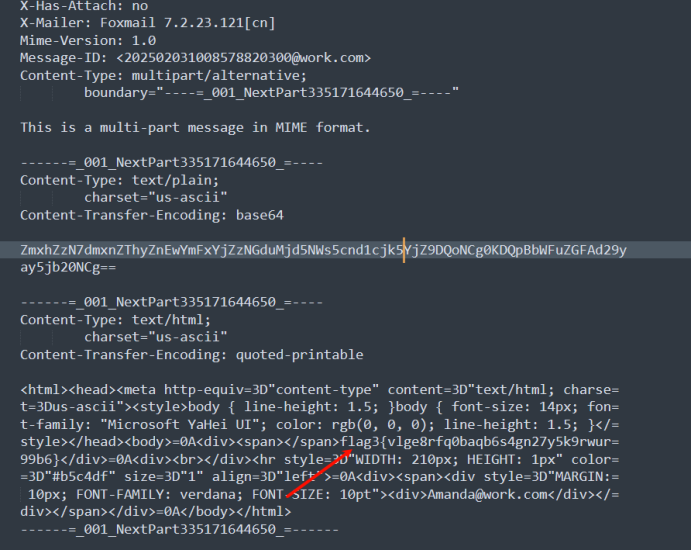 X-Has-Attach: no
X-Mailer: Foxmail 7.2.23.121[cn]
Mime-Version: 1.0
Message-ID: <202502031008578820300@work.com>
Content-Type: multipart/alternative;
boundary="----=_001_NextPart335171644650_=----"
This is a multi-part message in MIME format.
------=_001_NextPart335171644650_=----
Content-Type: text/plain;
charset="us-ascii"
Content-Transfer-Encoding: base64
ZmxhZzN7dmxnZThyZnEwYmFxYjZzNGduMjd5NWs5cnd1cjk5YjZ9DQoNCg0KDQpBbWFuZGFAd29y
ay5jb20NCg==
------=_001_NextPart335171644650_=----
Content-Type: text/html;
charset="us-ascii"
Content-Transfer-Encoding: quoted-printable
<html><head><meta http-equiv=3D"content-type" content=3D"text/html; charse=
t=3Dus-ascii"><style>body { line-height: 1.5; }body { font-size: 14px; fon=
t-family: "Microsoft YaHei UI"; color: rgb(0, 0, 0); line-height: 1.5; }</=
style></head><body>=0A<div><span></span>flag3{vlge8rfq0baqb6s4gn27y5k9rwur=
99b6}</div>=0A<div><br></div><hr style=3D"WIDTH: 210px; HEIGHT: 1px" color=
=3D"#b5c4df" size=3D"1" align=3D"left">=0A<div><span><div style=3D"MARGIN:=
10px; FONT-FAMILY: verdana; FONT-SIZE: 10pt"><div>Amanda@work.com</div></=
div></span></div>=0A</body></html>
------=_001_NextPart335171644650_=------